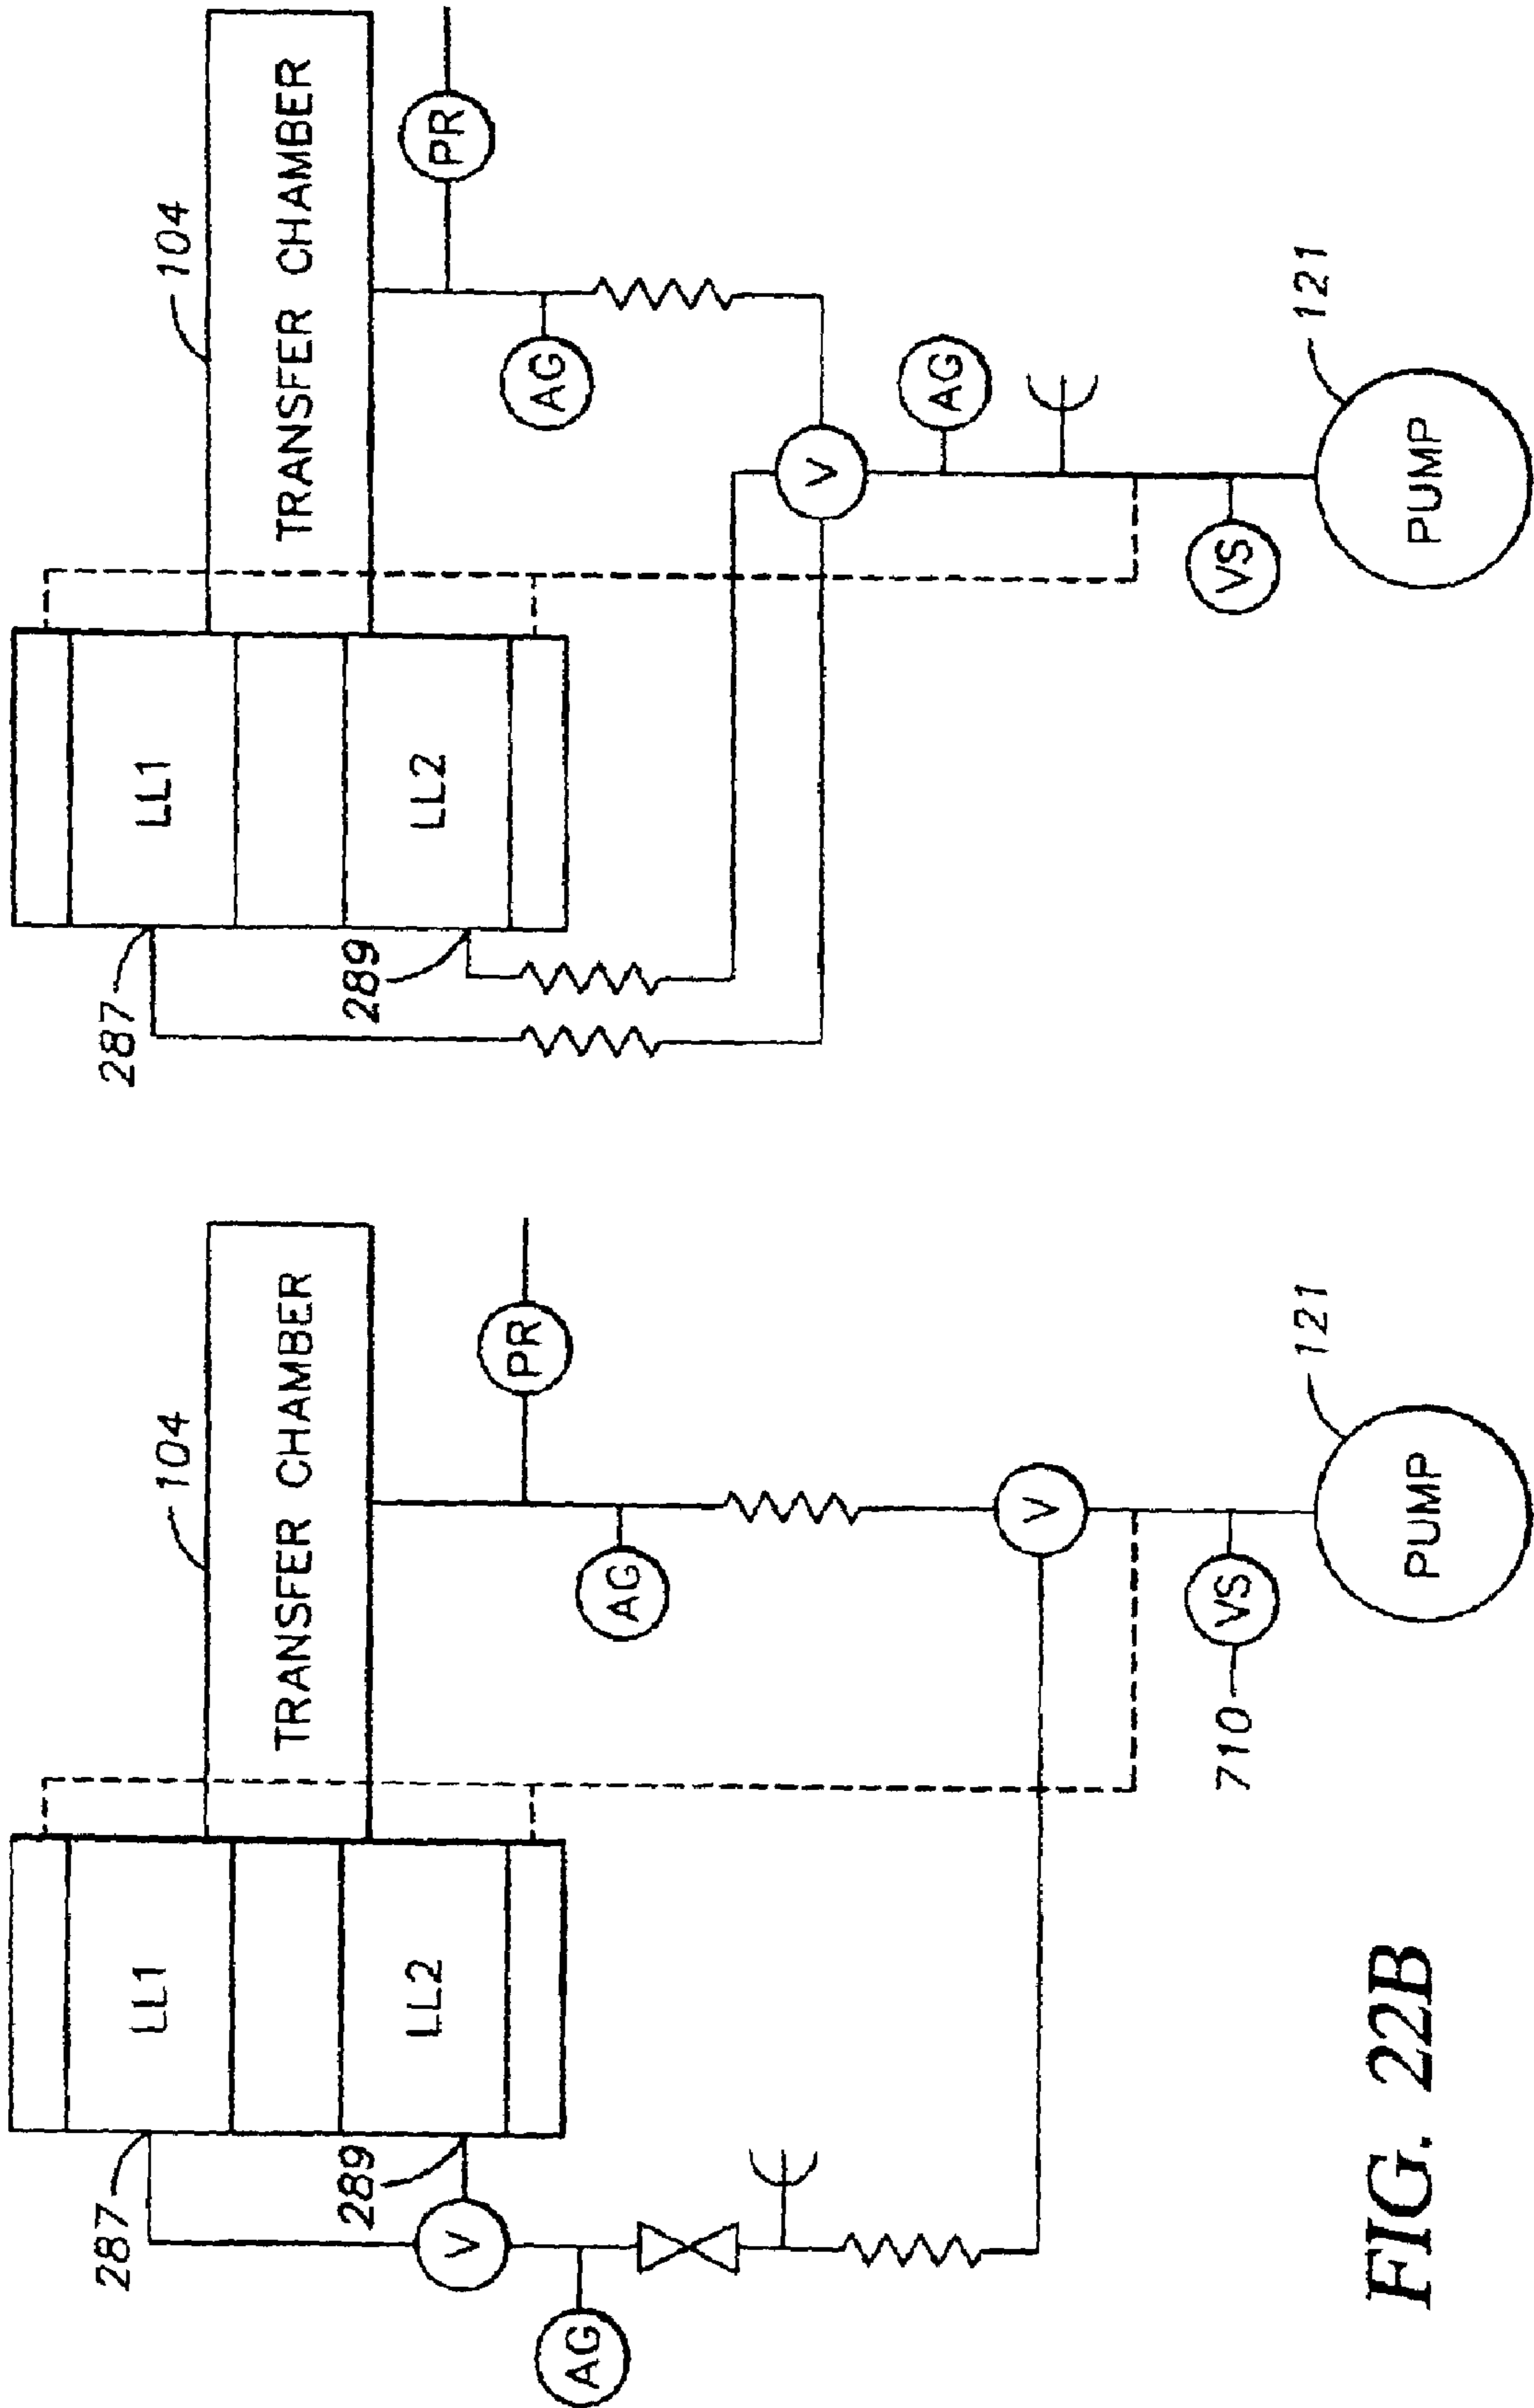 287
LL1
104
TRANSFER CHAMBER
289
LL2
V
PR
AG
AG
V
710
VS
121
PUMP
FIG. 22B
287
LL1
104
TRANSFER CHAMBER
289
LL2
PR
AG
V
AG
VS
121
PUMP